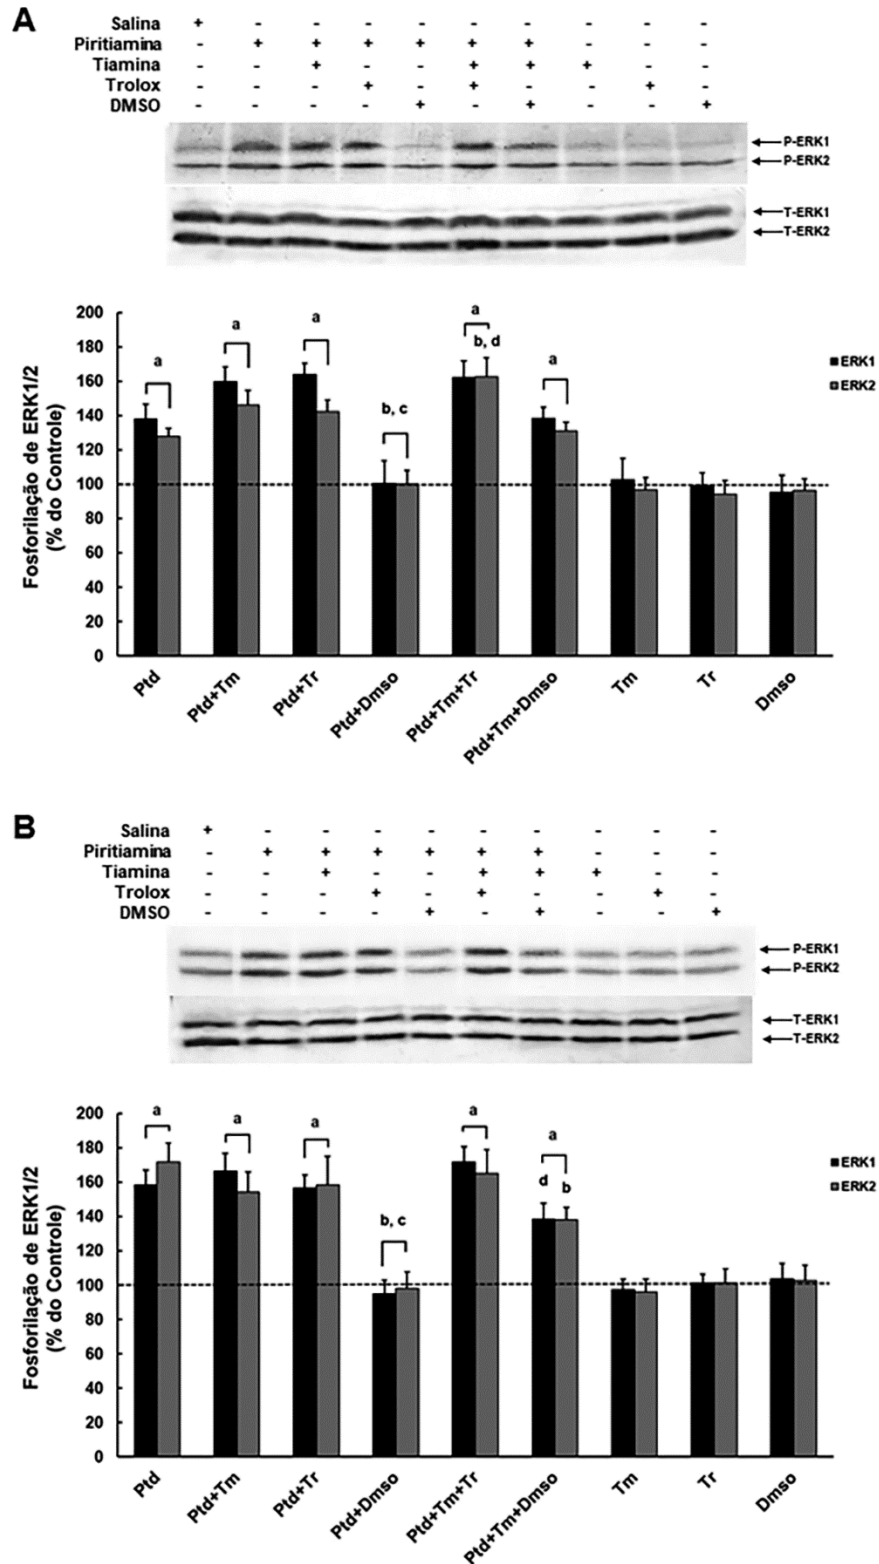 A
Salina + - - - - - - - - -
Piritiamina - + + + + + + - - -
Tiamina - - + - - + + + - -
Trolox - - - + - + - - + -
DMSO - - - - + - + - - +
P-ERK1
P-ERK2
T-ERK1
T-ERK2
Fosforilação de ERK1/2
(% do Controle)
200
180
160
140
120
100
80
60
40
20
0
a
a
a
b, c
a
b, d
a
ERK1
ERK2
Ptd
Ptd+Tm
Ptd+Tr
Ptd+Dmso
Ptd+Tm+Tr
Ptd+Tm+Dmso
Tm
Tr
Dmso
B
Salina + - - - - - - - - -
Piritiamina - + + + + + + - - -
Tiamina - - + - - + + + - -
Trolox - - - + - + - - + -
DMSO - - - - + - + - - +
P-ERK1
P-ERK2
T-ERK1
T-ERK2
Fosforilação de ERK1/2
(% do Controle)
200
180
160
140
120
100
80
60
40
20
0
a
a
a
b, c
a
a
d
b
ERK1
ERK2
Ptd
Ptd+Tm
Ptd+Tr
Ptd+Dmso
Ptd+Tm+Tr
Ptd+Tm+Dmso
Tm
Tr
Dmso